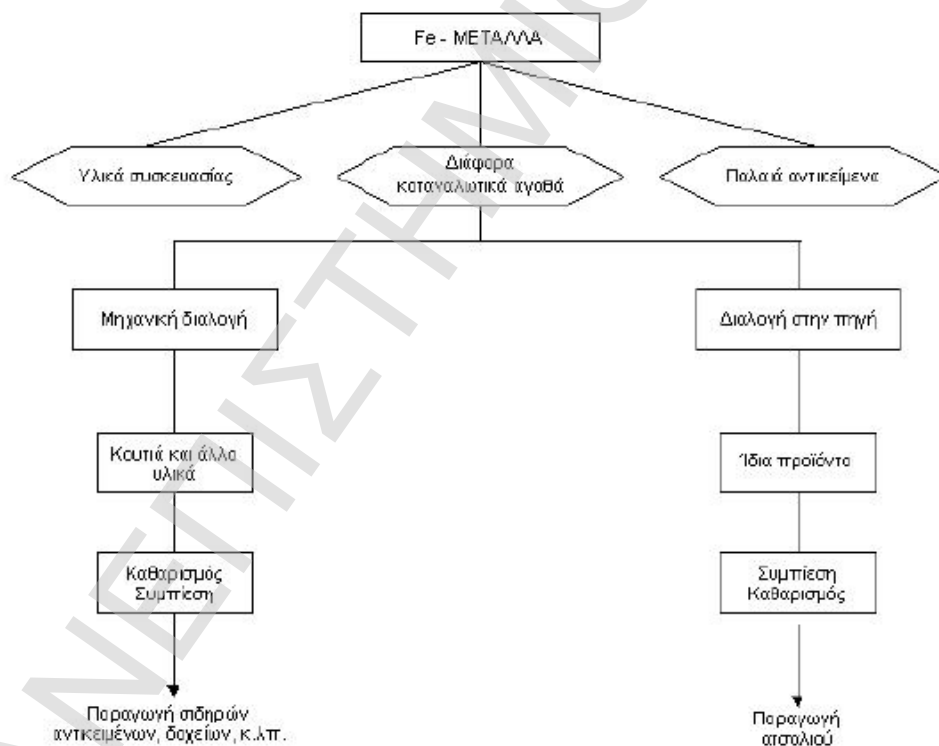 Fe - ΜΕΤΑΛΛΑ
Υλικά συσκευασίας
Διάφορα
καταναλωτικά αγαθά
Παλαιά αντικείμενα
Μηχανική διαλογή
Διαλογή στην πηγή
Κουτιά και άλλα
υλικά
Ίδια προϊόντα
Καθαρισμός
Συμπίεση
Συμπίεση
Καθαρισμός
Παραγωγή σιδηρών
αντικειμένων, δοχείων, κ.λπ.
Παραγωγή
ατσαλιού